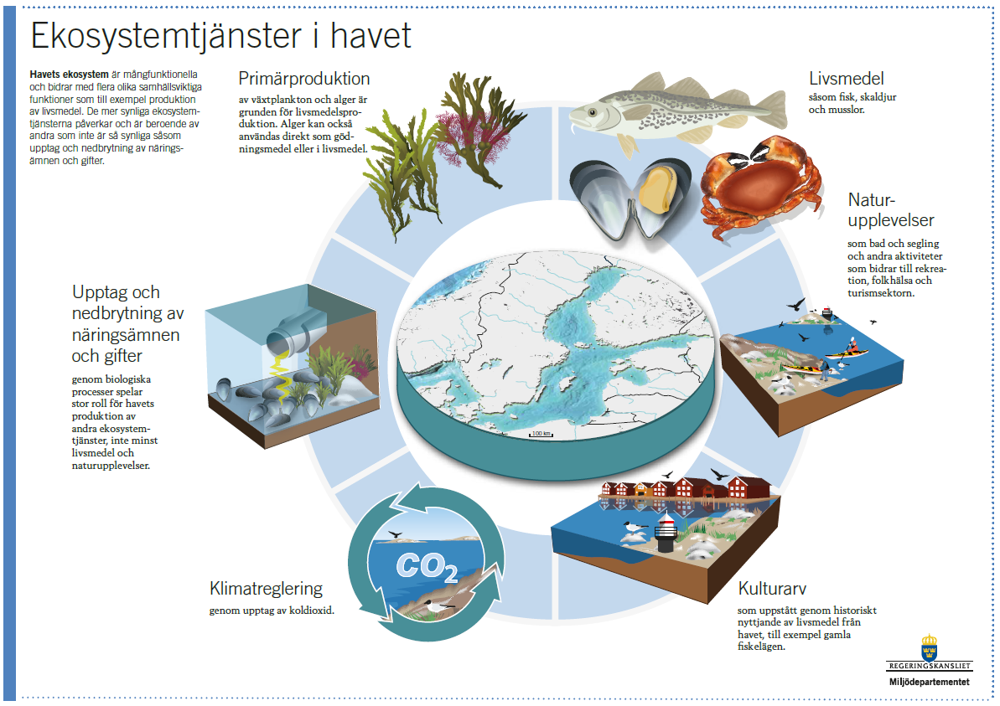 Ekosystemtjänster i havet
Havets ekosystem är mångfunktionella
och bidrar med flera olika samhällsviktiga
funktioner som till exempel produktion
av livsmedel. De mer synliga ekosystem-
tjänsterna påverkar och är beroende av
andra som inte är så synliga såsom
upptag och nedbrytning av närings-
ämnen och gifter.
Primärproduktion
av växtplankton och alger är
grunden för livsmedelspro-
duktion. Alger kan också
användas direkt som göd-
ningsmedel eller i livsmedel.
Livsmedel
såsom fisk, skaldjur
och musslor.
Natur-
upplevelser
som bad och segling
och andra aktiviteter
som bidrar till rekrea-
tion, folkhälsa och
turismsektorn.
Upptag och
nedbrytning av
näringsämnen
och gifter
genom biologiska
processer spelar
stor roll för havets
produktion av
andra ekosystem-
tjänster, inte minst
livsmedel och
naturupplevelser.
100 km
CO2
Klimatreglering
genom upptag av koldioxid.
Kulturarv
som uppstått genom historiskt
nyttjande av livsmedel från
havet, till exempel gamla
fiskelägen.
REGERINGSKANSLIET
Miljödepartementet